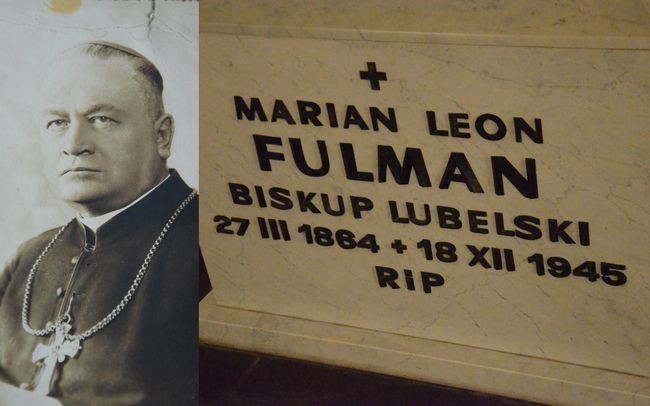 MARIAN LEON
FULMAN
BISKUP LUBELSKI
27 III 1864 + 18 XII 1945
RiP